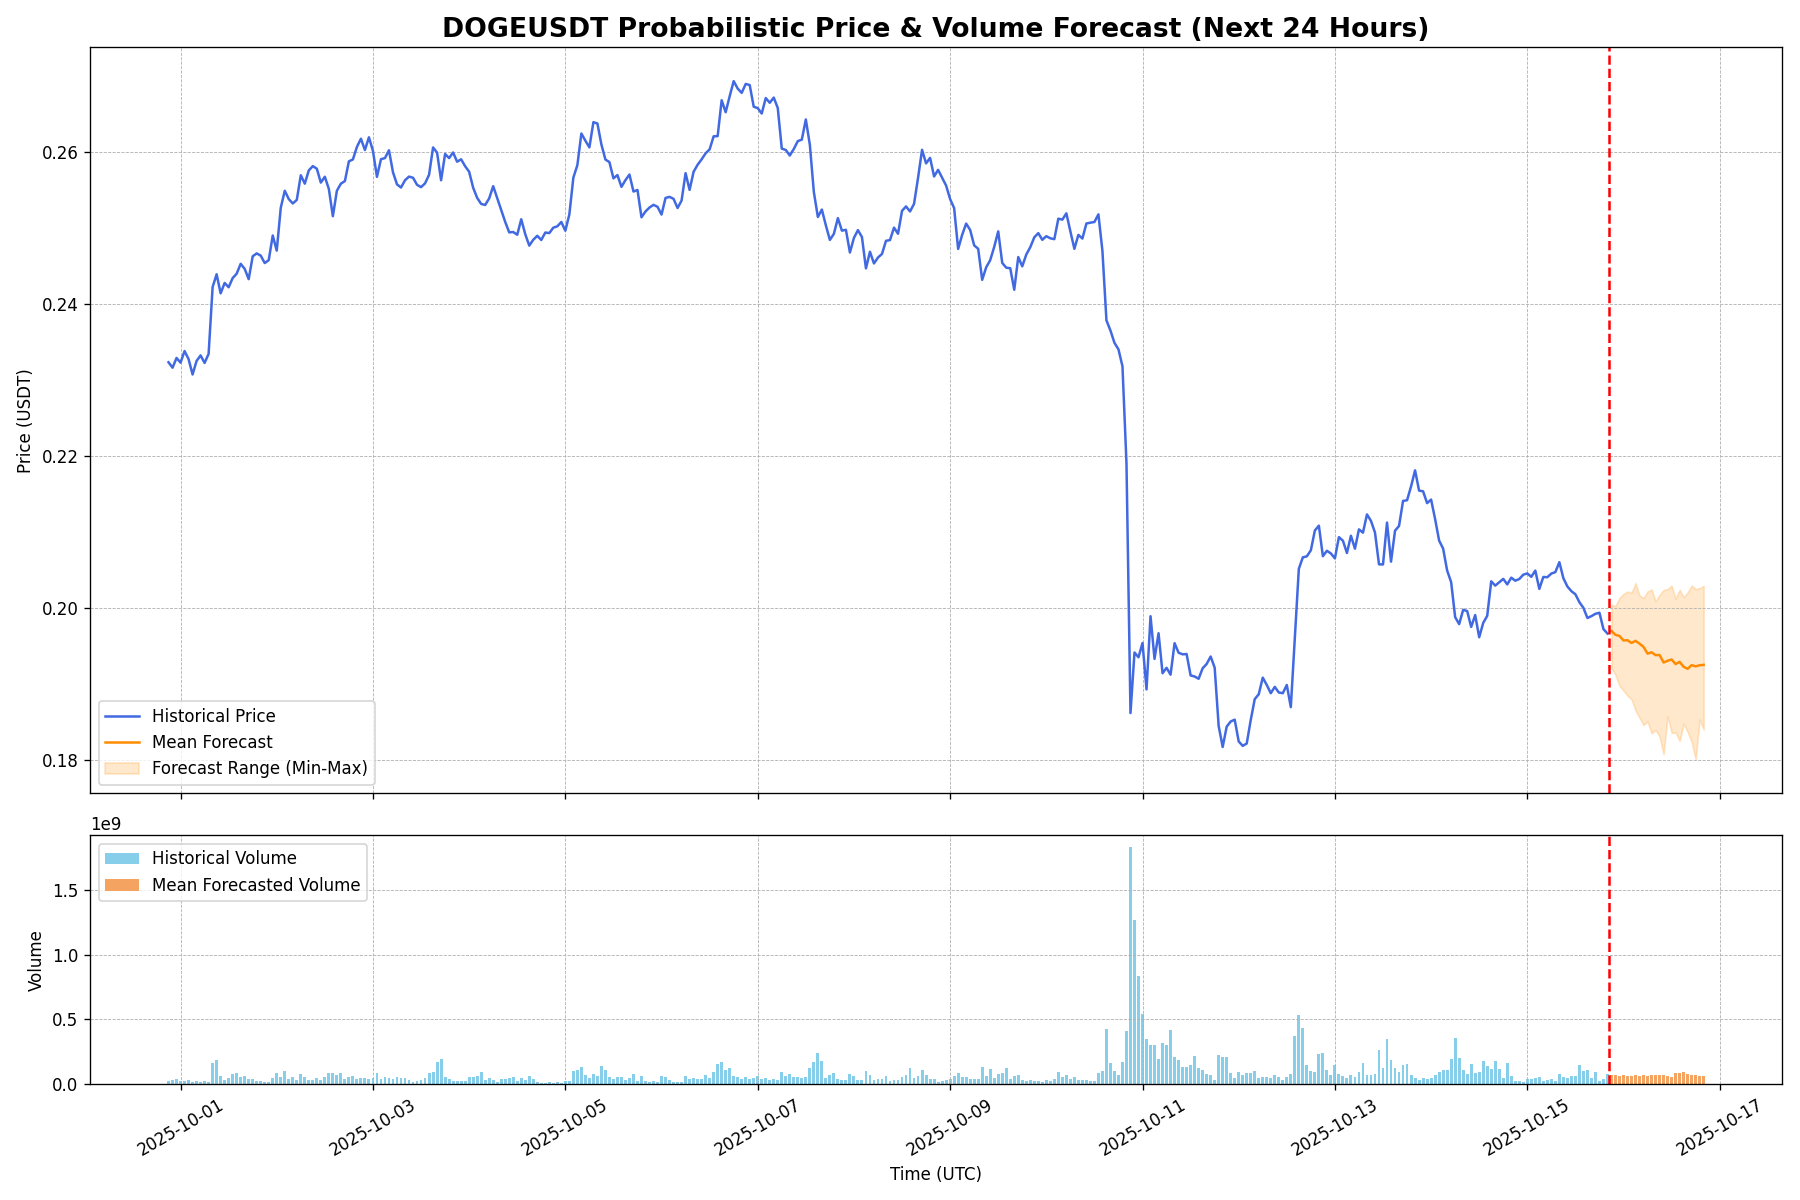 DOGEUSDT Probabilistic Price & Volume Forecast (Next 24 Hours)
Price (USDT)
0.26
0.24
0.22
0.20
0.18
Historical Price
Mean Forecast
Forecast Range (Min-Max)
1e9
Volume
1.5
1.0
0.5
0.0
Historical Volume
Mean Forecasted Volume
2025-10-01
2025-10-03
2025-10-05
2025-10-07
2025-10-09
2025-10-11
2025-10-13
2025-10-15
2025-10-17
Time (UTC)